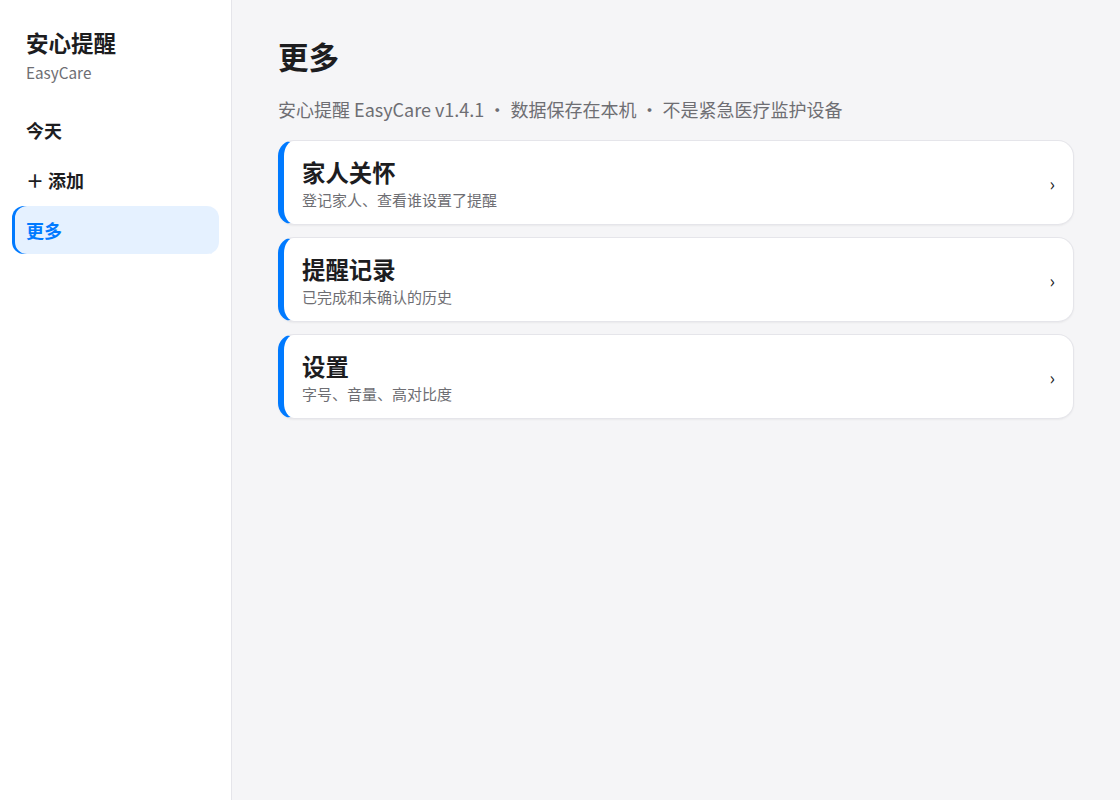 安心提醒
EasyCare
今天
＋ 添加
更多
更多
安心提醒 EasyCare v1.4.1 · 数据保存在本机 · 不是紧急医疗监护设备
家人关怀
登记家人、查看谁设置了提醒
›
提醒记录
已完成和未确认的历史
›
设置
字号、音量、高对比度
›